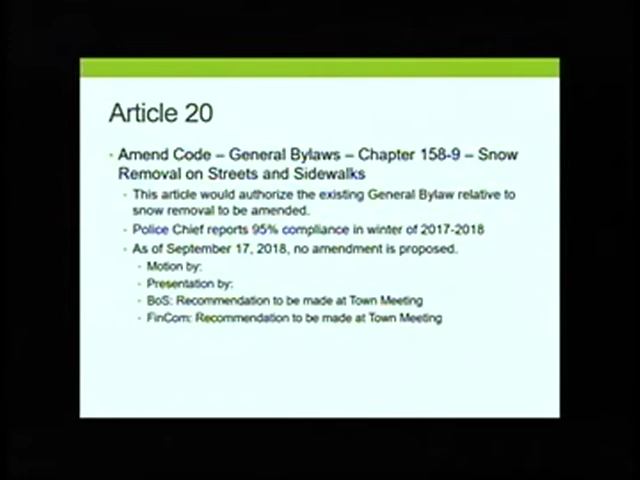 Article 20
Amend Code – General Bylaws – Chapter 158-9 – Snow
Removal on Streets and Sidewalks
This article would authorize the existing General Bylaw relative to
snow removal to be amended.
Police Chief reports 95% compliance in winter of 2017-2018
As of September 17, 2018, no amendment is proposed.
Motion by:
Presentation by:
BoS: Recommendation to be made at Town Meeting
FinCom: Recommendation to be made at Town Meeting